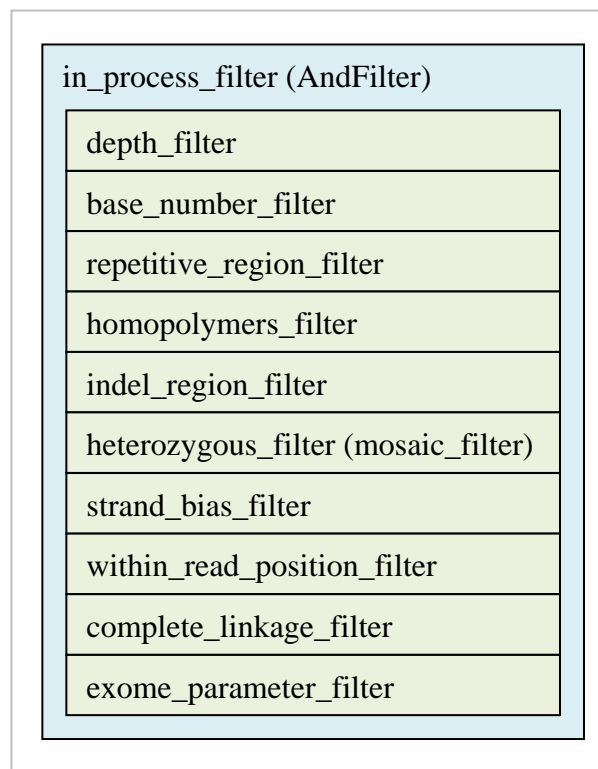 in_process_filter (AndFilter)
depth_filter
base_number_filter
repetitive_region_filter
homopolymers_filter
indel_region_filter
heterozygous_filter (mosaic_filter)
strand_bias_filter
within_read_position_filter
complete_linkage_filter
exome_parameter_filter